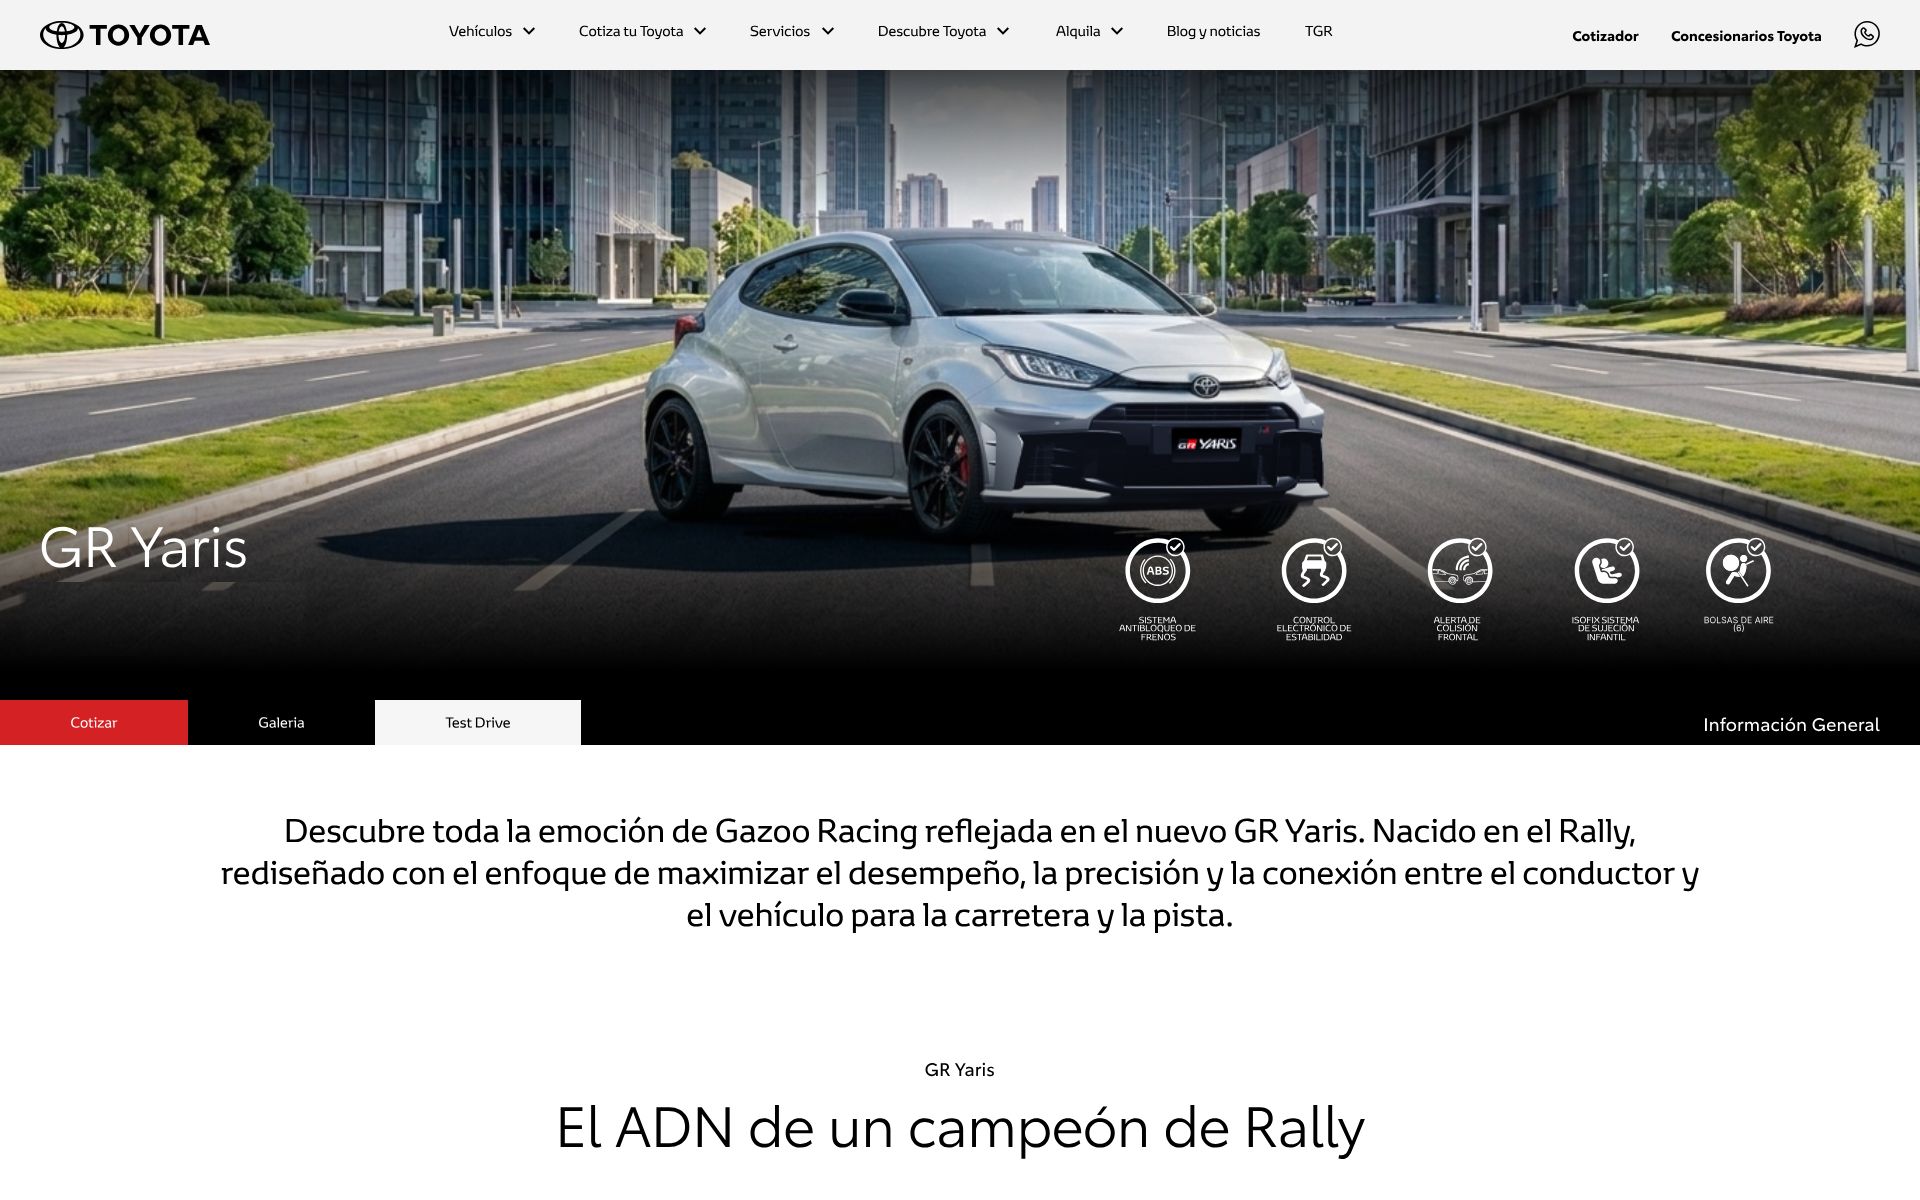 TOYOTA
Vehículos
Cotiza tu Toyota
Servicios
Descubre Toyota
Alquila
Blog y noticias
TGR
Cotizador
Concesionarios Toyota
GR YARIS
GR Yaris
ABS
SISTEMA
ANTIBLOQUEO DE
FRENOS
CONTROL
ELECTRÓNICO DE
ESTABILIDAD
ALERTA DE
COLISIÓN
FRONTAL
ISOFIX SISTEMA
DE SUJECIÓN
INFANTIL
BOLSAS DE AIRE
(6)
Cotizar
Galeria
Test Drive
Información General
Descubre toda la emoción de Gazoo Racing reflejada en el nuevo GR Yaris. Nacido en el Rally,
rediseñado con el enfoque de maximizar el desempeño, la precisión y la conexión entre el conductor y
el vehículo para la carretera y la pista.
GR Yaris
El ADN de un campeón de Rally